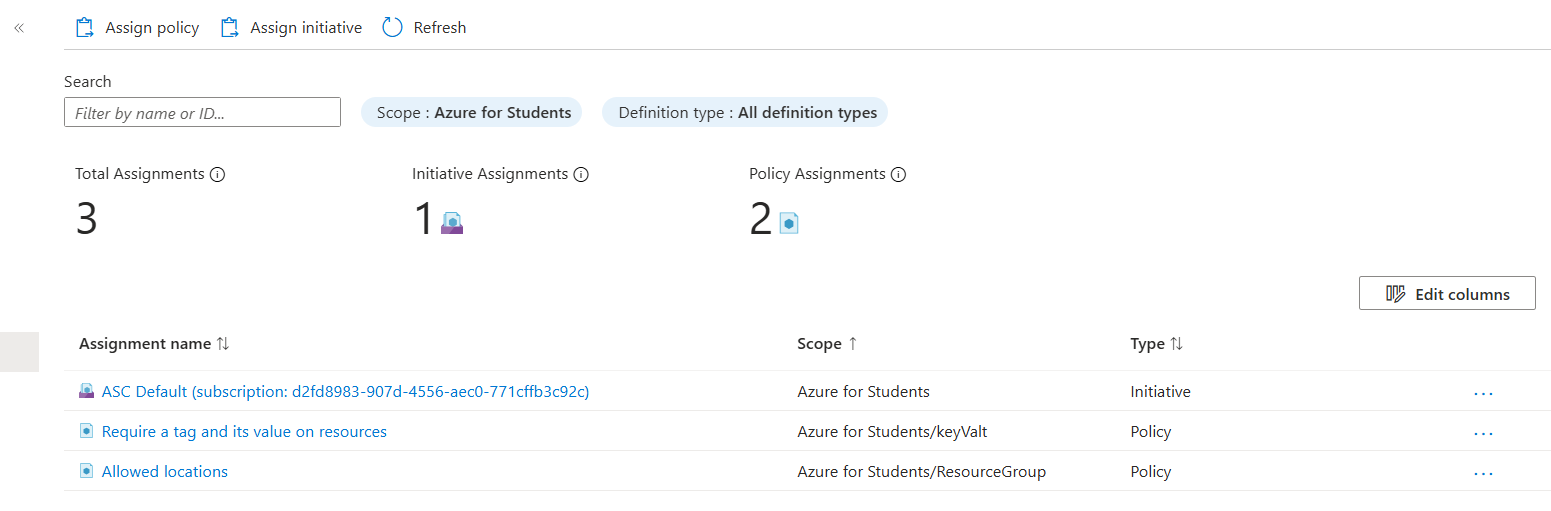 Assign policy Assign initiative Refresh
Search
Filter by name or ID... Scope : Azure for Students Definition type : All definition types
Total Assignments Initiative Assignments Policy Assignments
3 1 2
Edit columns
Assignment name Scope Type
ASC Default (subscription: d2fd8983-907d-4556-aec0-771cffb3c92c) Azure for Students Initiative ...
Require a tag and its value on resources Azure for Students/keyValt Policy ...
Allowed locations Azure for Students/ResourceGroup Policy ...